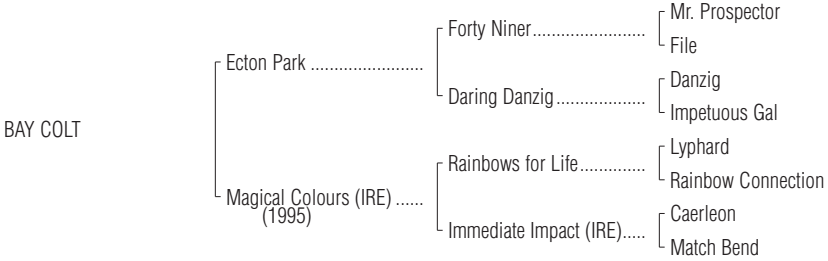 Mr. Prospector
Forty Niner........................
File
Ecton Park ........................
Danzig
Daring Danzig...................
Impetuous Gal
BAY COLT
Lyphard
Rainbows for Life..............
Rainbow Connection
Magical Colours (IRE) ......
(1995)
Caerleon
Immediate Impact (IRE).....
Match Bend